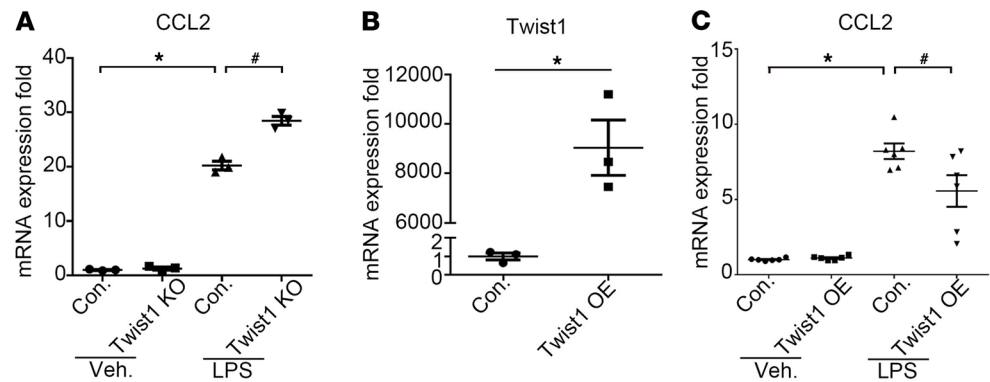 A
CCL2
mRNA expression fold
40
30
20
10
0
*
#
Con.
Twist1 KO
Con.
Twist1 KO
Veh.
LPS
B
Twist1
mRNA expression fold
12000
10000
8000
6000
2
1
0
*
Con.
Twist1 OE
C
CCL2
mRNA expression fold
15
10
5
0
*
#
Con.
Twist1 OE
Con.
Twist1 OE
Veh.
LPS